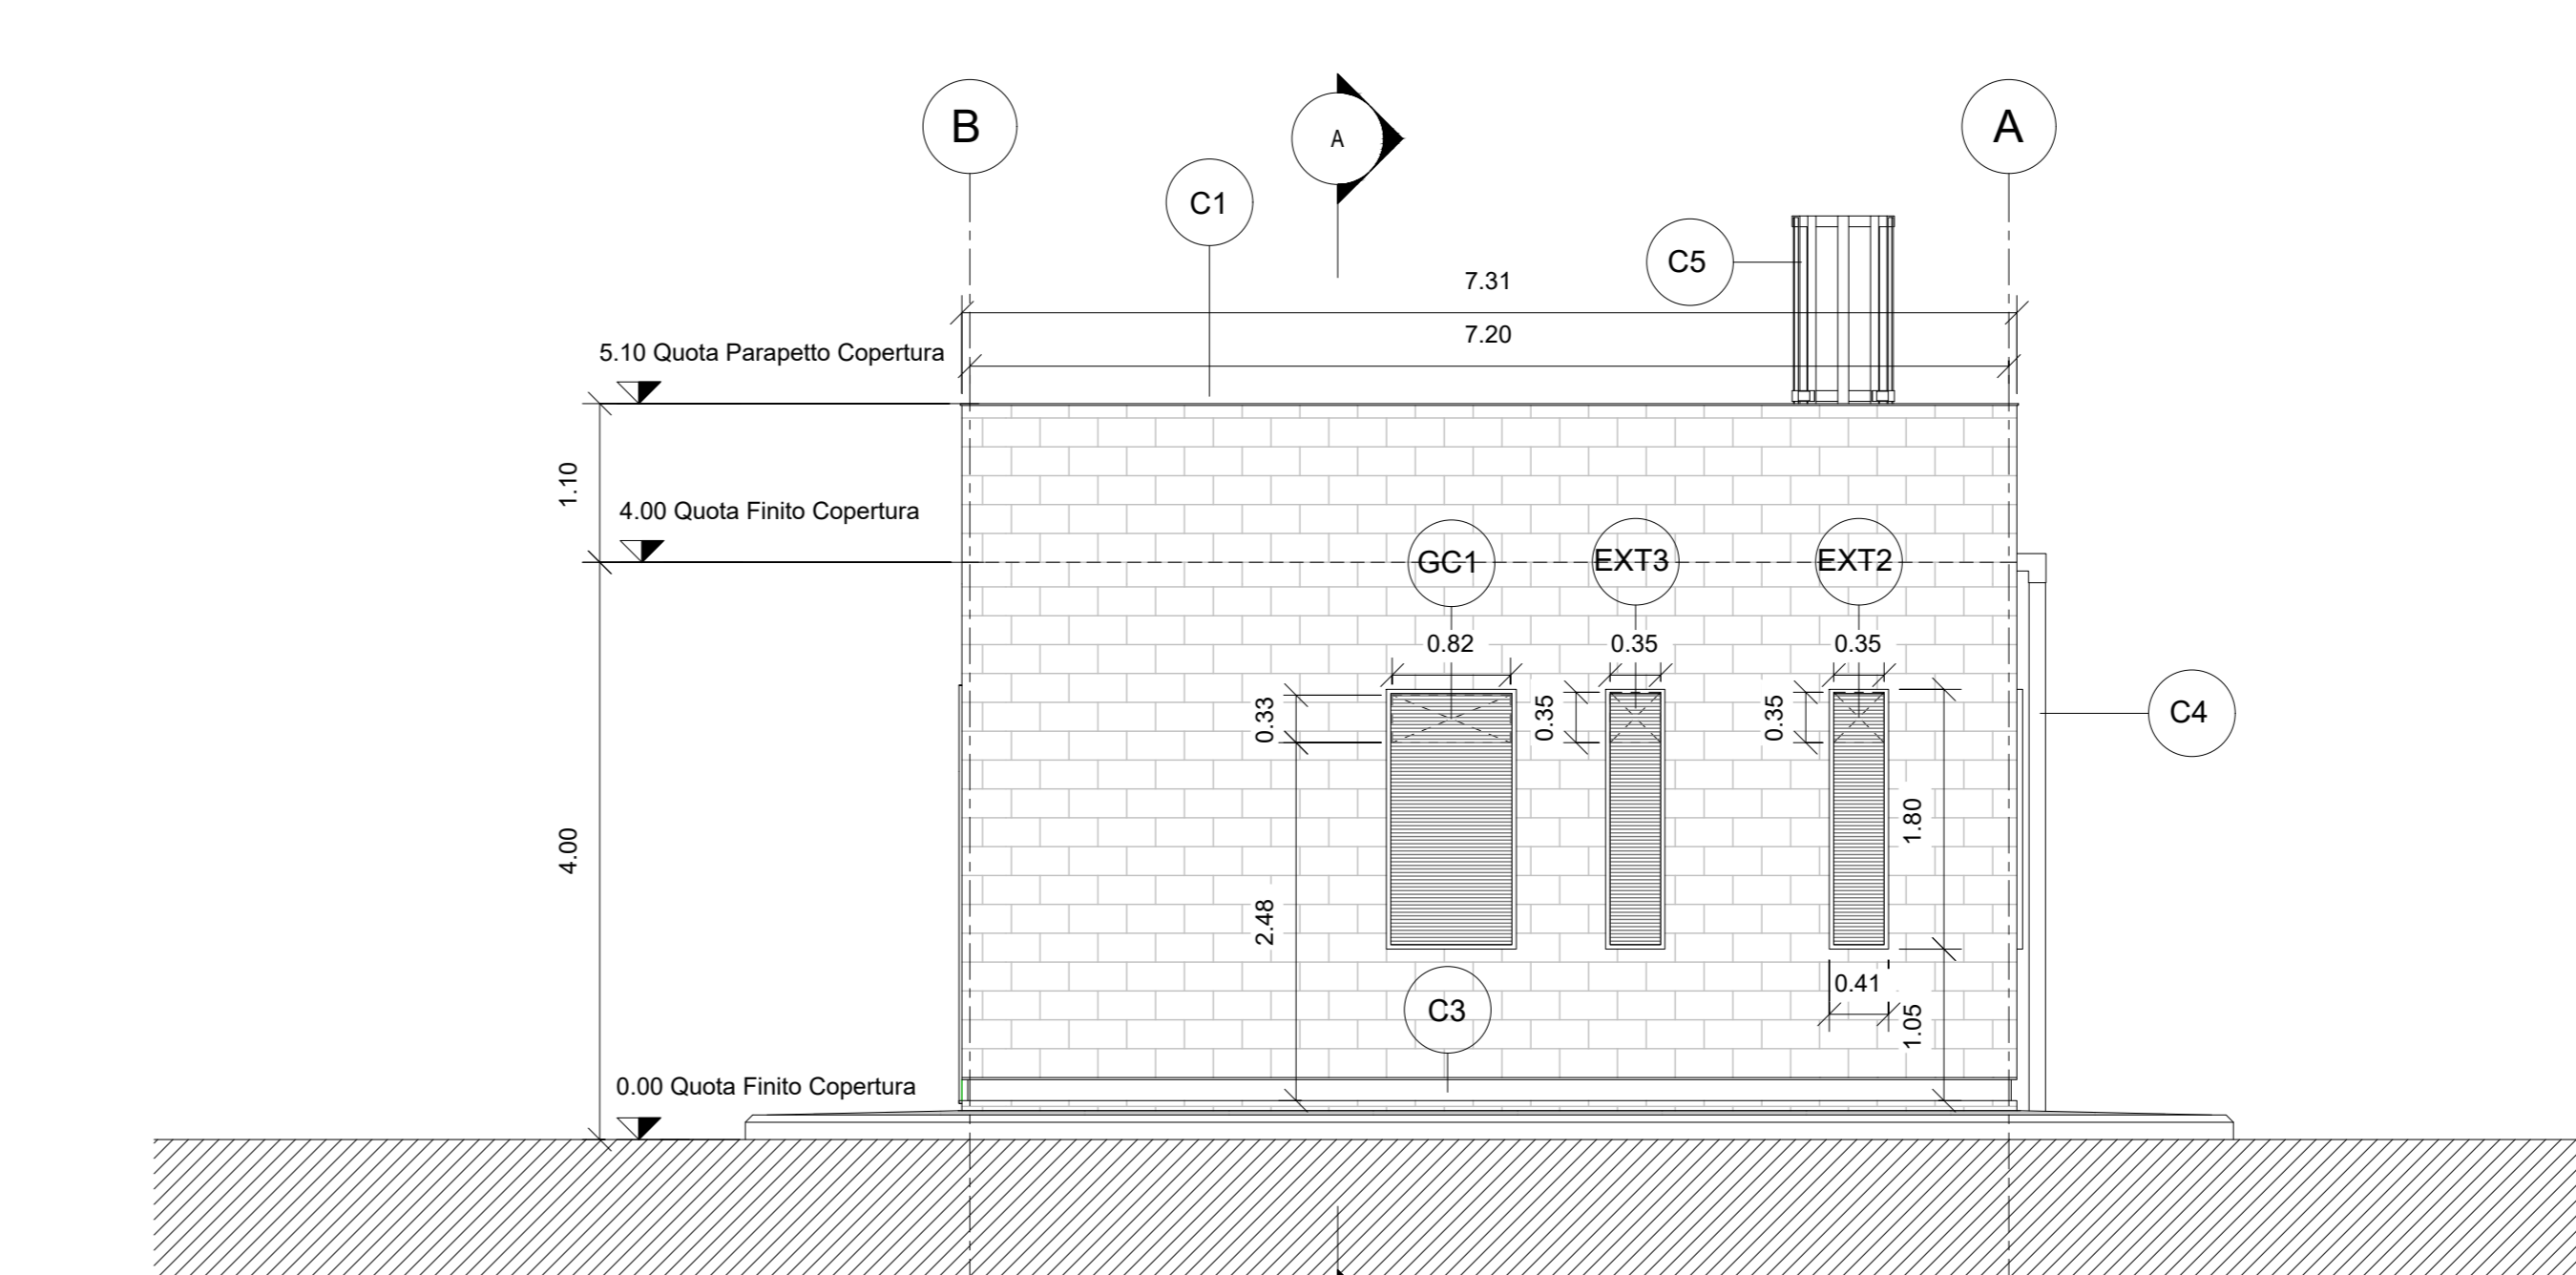 B
A
A
C1
C5
7.31
7.20
5.10 Quota Parapetto Copertura
1.10
4.00 Quota Finito Copertura
GC1
EXT3
EXT2
0.82
0.35
0.35
0.33
0.35
0.35
C4
1.80
4.00
2.48
0.41
C3
1.05
0.00 Quota Finito Copertura